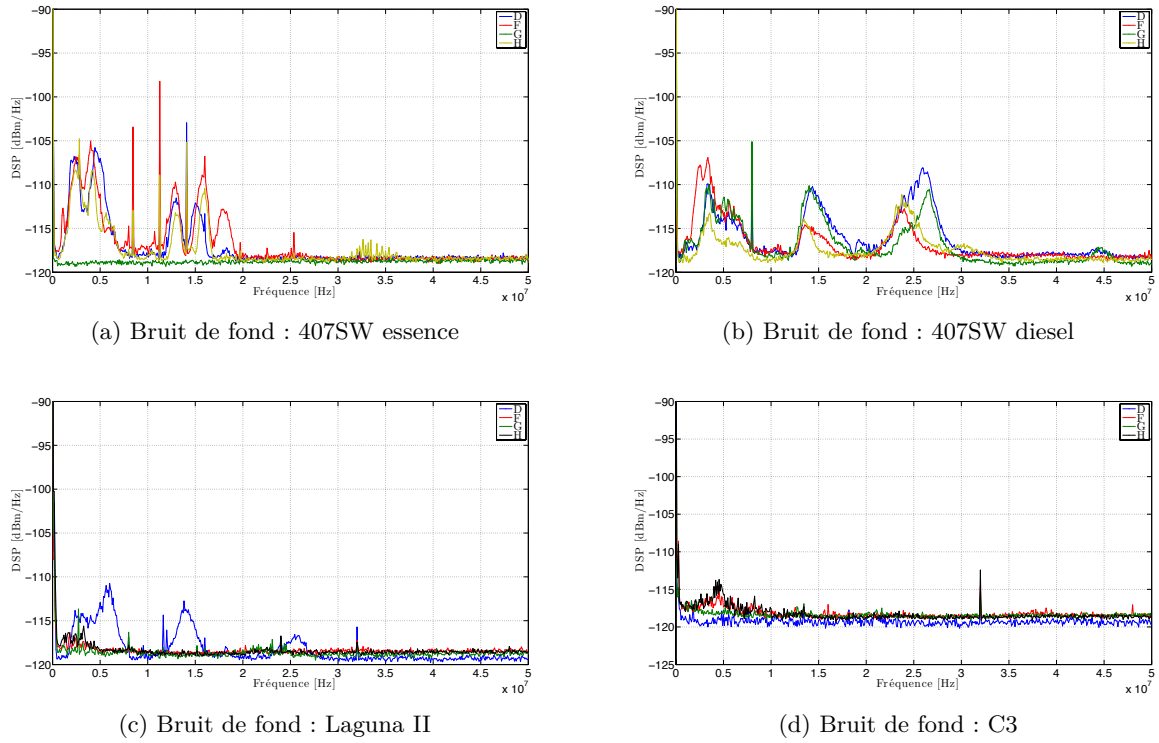 −90
−95
−100
−105
−110
−115
−120
DSP [dBm/Hz]
0 0.5 1 1.5 2 2.5 3 3.5 4 4.5 5
x 10^7
Fréquence [Hz]
D
F
G
H
(a) Bruit de fond : 407SW essence
−90
−95
−100
−105
−110
−115
−120
DSP [dbm/Hz]
0 0.5 1 1.5 2 2.5 3 3.5 4 4.5 5
x 10^7
Fréquence [Hz]
D
F
G
H
(b) Bruit de fond : 407SW diesel
−90
−95
−100
−105
−110
−115
−120
DSP [dBm/Hz]
0 0.5 1 1.5 2 2.5 3 3.5 4 4.5 5
x 10^7
Fréquence [Hz]
D
F
G
H
(c) Bruit de fond : Laguna II
−90
−95
−100
−105
−110
−115
−120
−125
DSP [dBm/Hz]
0 0.5 1 1.5 2 2.5 3 3.5 4 4.5 5
x 10^7
Fréquence [Hz]
D
F
G
H
(d) Bruit de fond : C3